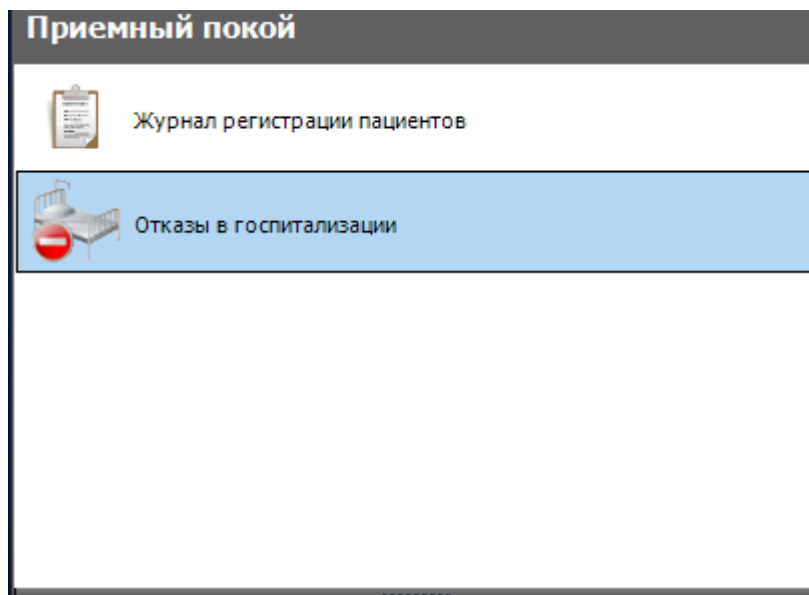 Приемный покой
Журнал регистрации пациентов
Отказы в госпитализации